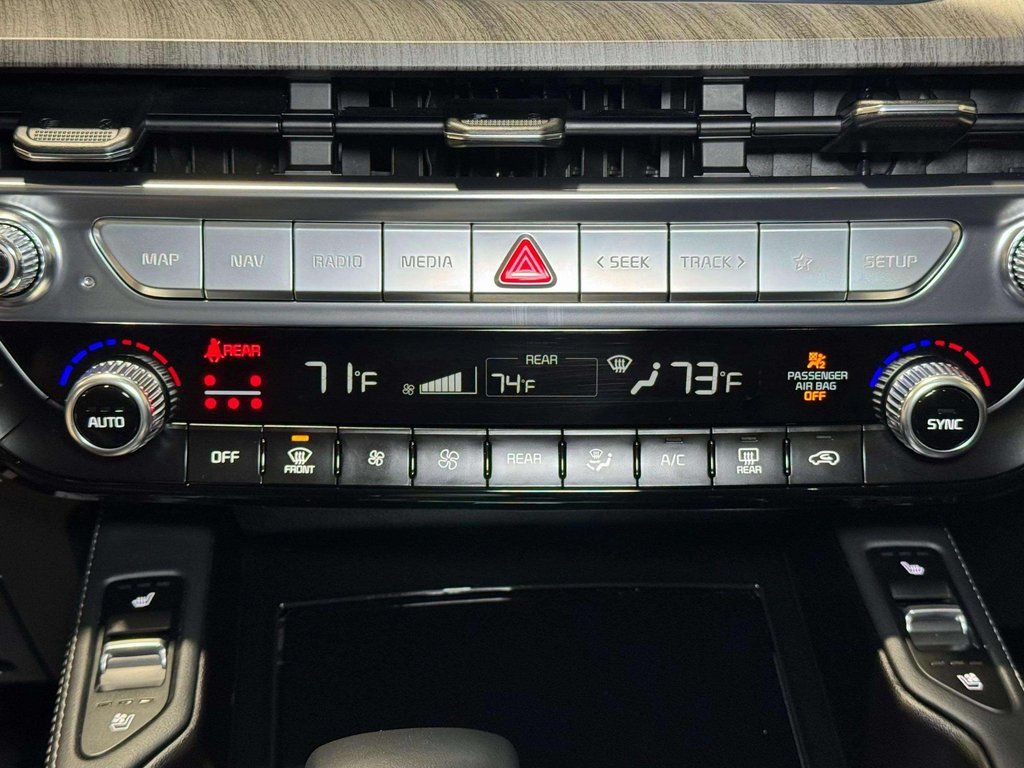 MAP NAV RADIO MEDIA < SEEK TRACK > SETUP
REAR 71°F REAR 73°F
74°F
PASSENGER
AIR BAG
OFF
2
AUTO SYNC
OFF FRONT REAR A/C REAR